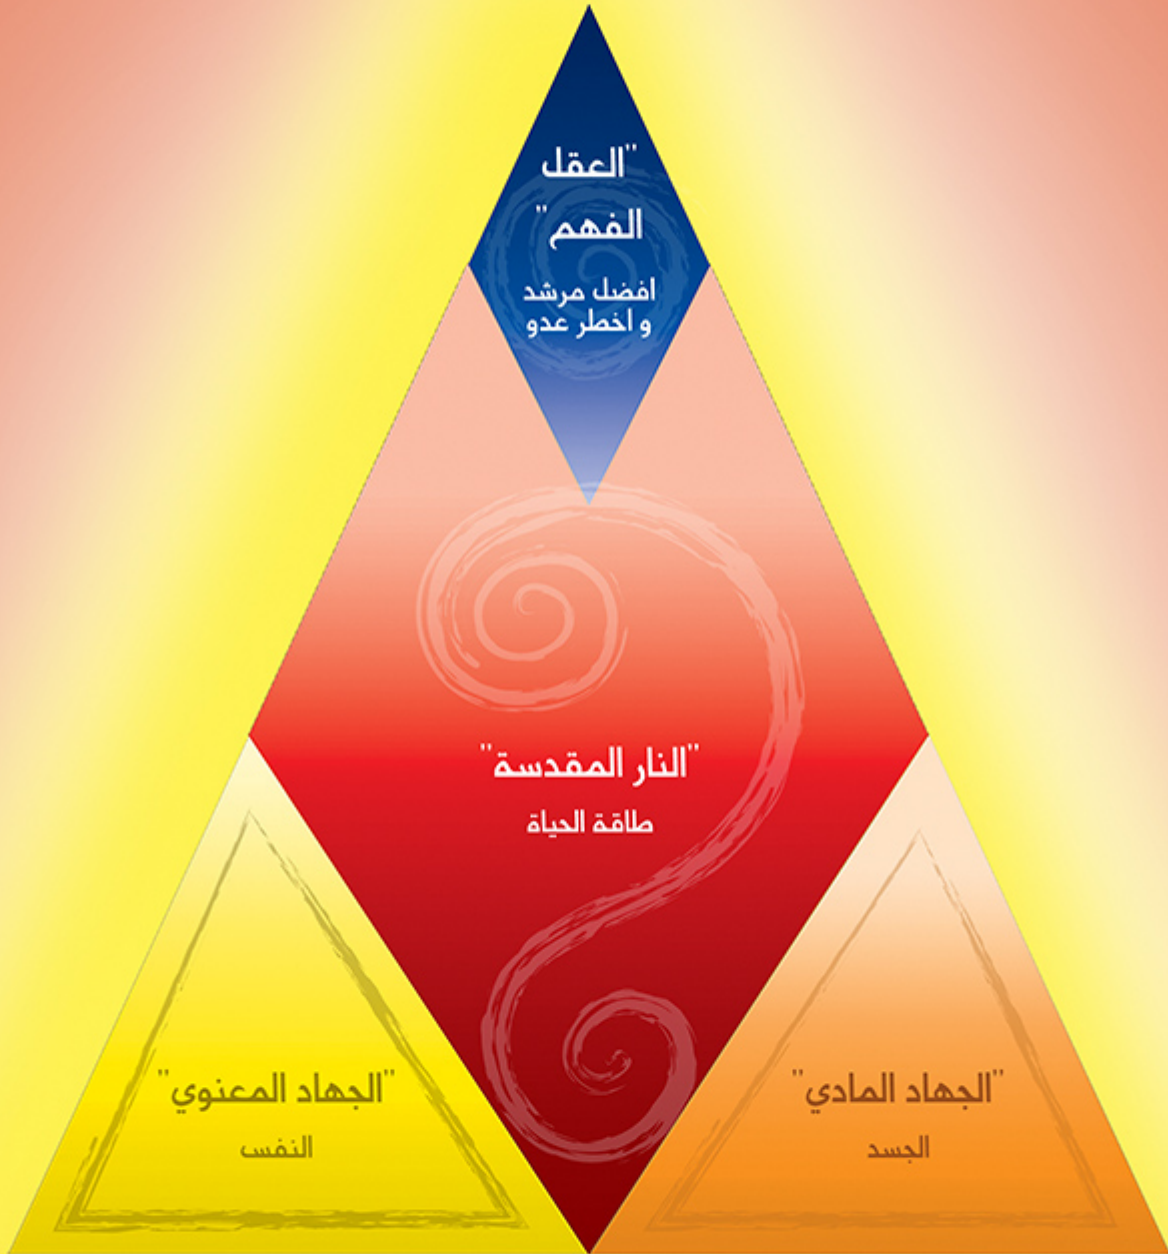 "العقل
الفهم"
افضل مرشد
و اخطر عدو
"النار المقدسة"
طاقة الحياة
"الجهاد المادي"
الجسد
"الجهاد المعنوي"
النفس